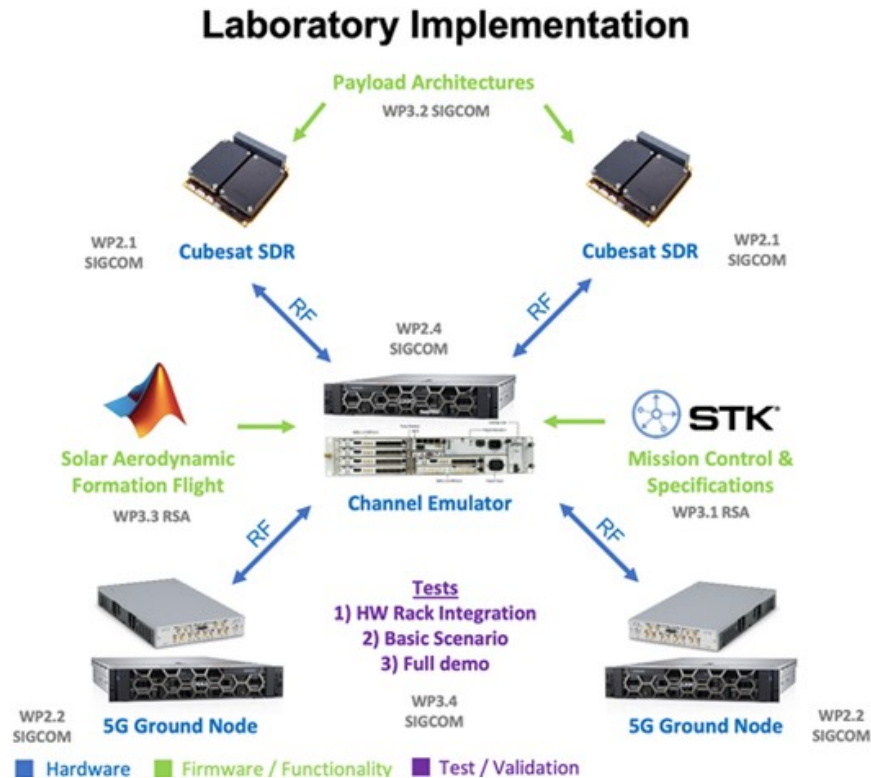 Laboratory Implementation
Payload Architectures
WP3.2 SIGCOM
WP2.1
SIGCOM
Cubesat SDR
Cubesat SDR
WP2.1
SIGCOM
RF
RF
WP2.4
SIGCOM
STK
Solar Aerodynamic
Formation Flight
WP3.3 RSA
Channel Emulator
Mission Control &
Specifications
WP3.1 RSA
RF
RF
Tests
1) HW Rack Integration
2) Basic Scenario
3) Full demo
WP3.4
SIGCOM
WP2.2
SIGCOM
5G Ground Node
5G Ground Node
WP2.2
SIGCOM
Hardware
Firmware / Functionality
Test / Validation